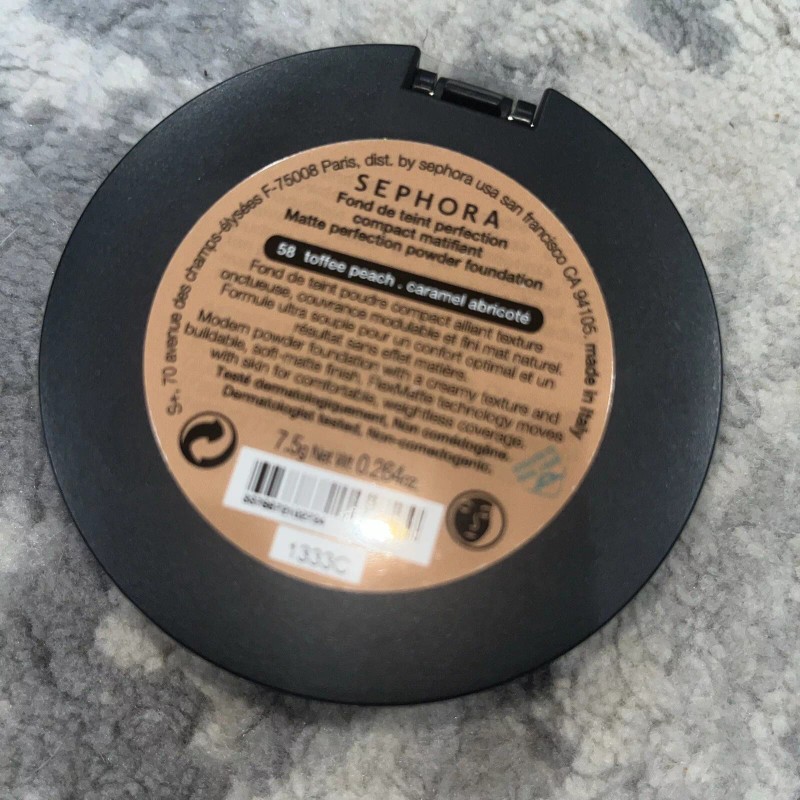 S+, 70 avenue des champs-élysées F-75008 Paris, dist. by sephora usa san francisco CA 94105. made in Italy
SEPHORA
Fond de teint perfection
compact matifiant
Matte perfection powder foundation
58 toffee peach . caramel abricoté
Fond de teint poudre compact alliant texture
onctueuse, couvrance modulable et fini mat naturel.
Formule ultra souple pour un confort optimal et un
résultat sans effet matière.
Modern powder foundation with a creamy texture and
buildable, soft-matte finish. FlexiMatte technology moves
with skin for comfortable, weightless coverage.
Testé dermatologiquement, Non comédogène.
Dermatologist tested, Non-comedogenic.
7.5g Net Wt. 0.264oz.
1333C